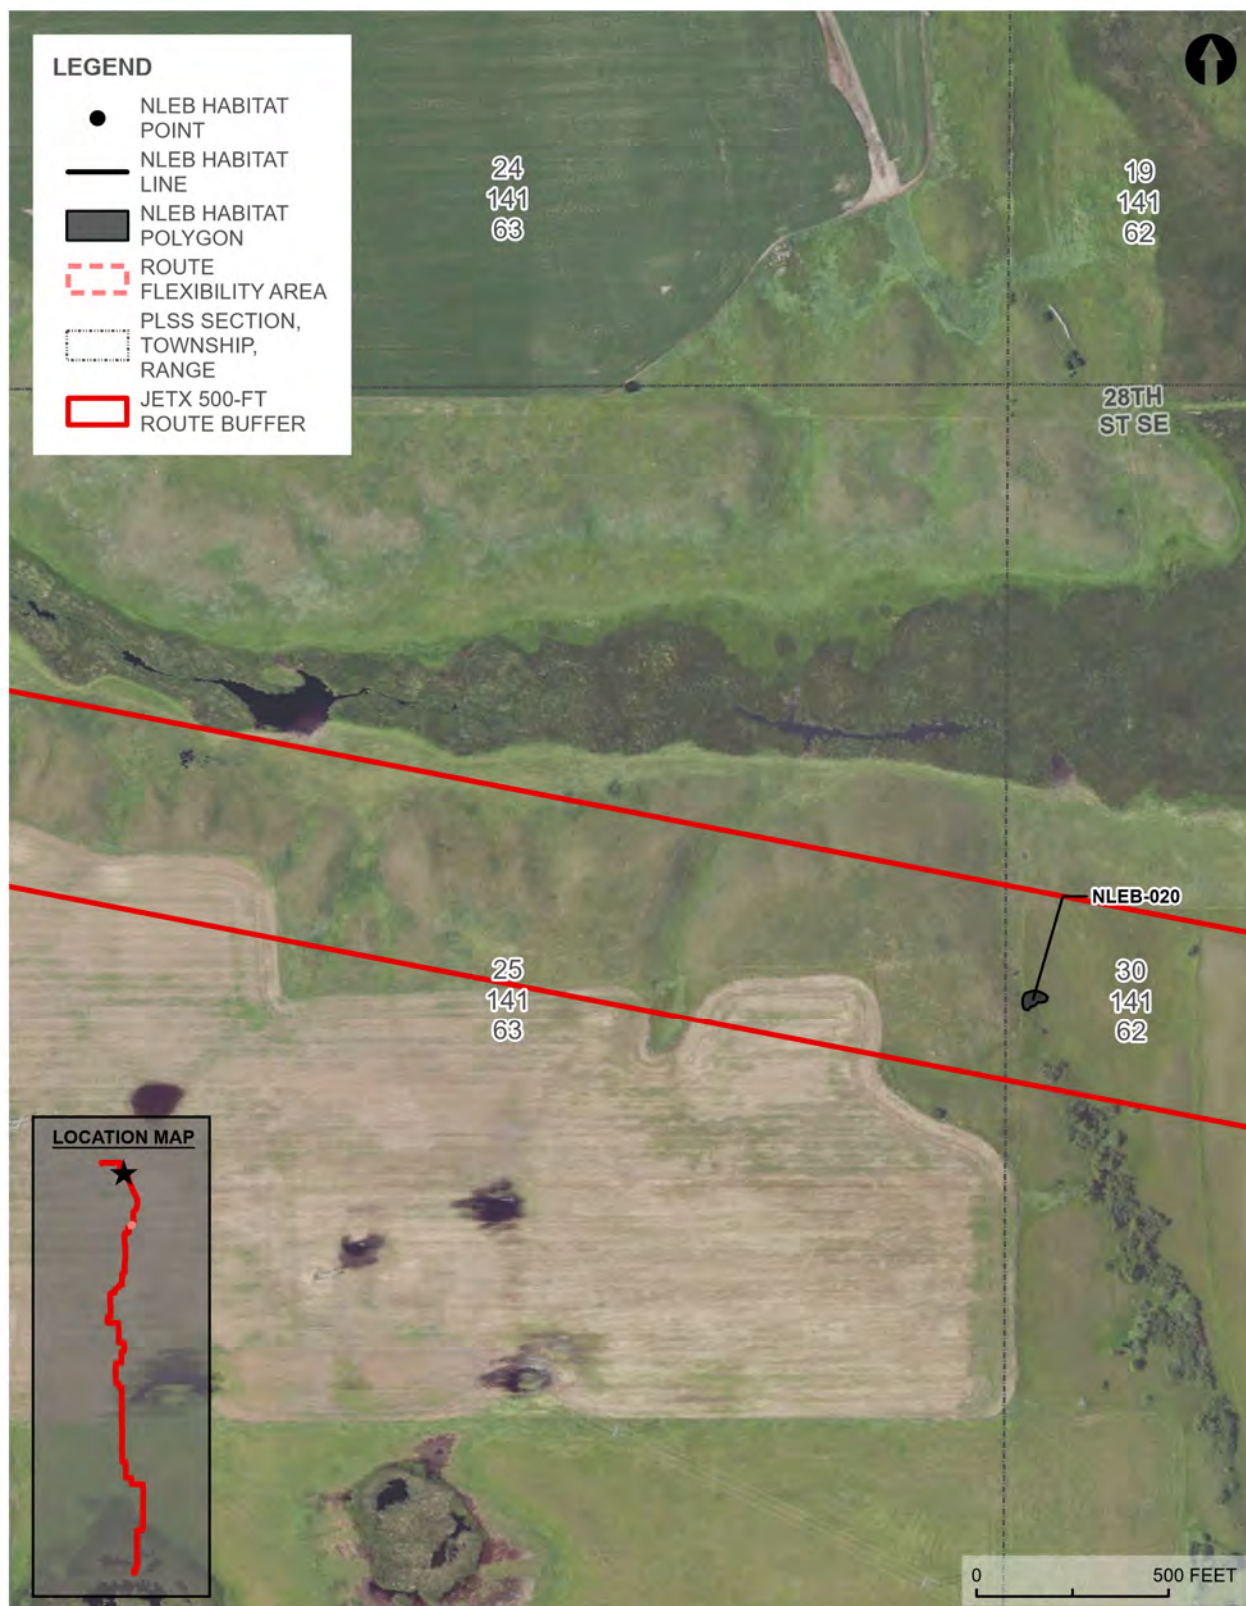 LEGEND
NLEB HABITAT
POINT
NLEB HABITAT
LINE
NLEB HABITAT
POLYGON
ROUTE
FLEXIBILITY AREA
PLSS SECTION,
TOWNSHIP,
RANGE
JETX 500-FT
ROUTE BUFFER
24
141
63
19
141
62
28TH
ST SE
NLEB-020
25
141
63
30
141
62
LOCATION MAP
0 500 FEET